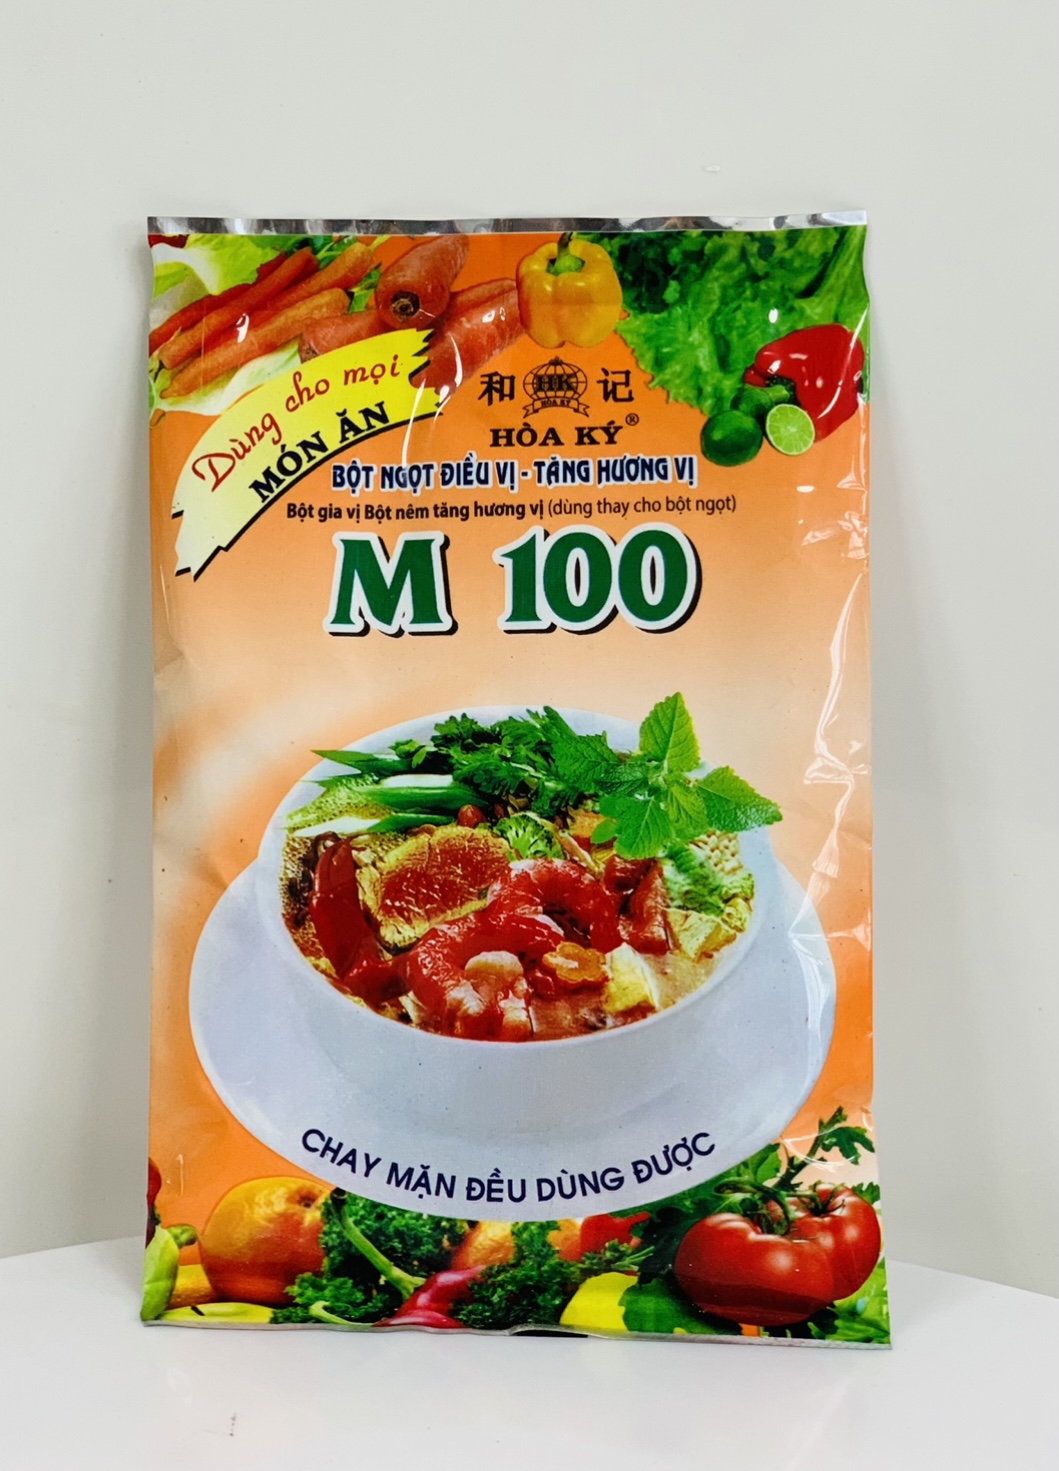 Dùng cho mọi
MÓN ĂN
和 HK 记
HÒA KÝ
HÒA KÝ®
BỘT NGỌT ĐIỀU VỊ - TĂNG HƯƠNG VỊ
Bột gia vị Bột nêm tăng hương vị (dùng thay cho bột ngọt)
M 100
CHAY MẶN ĐỀU DÙNG ĐƯỢC